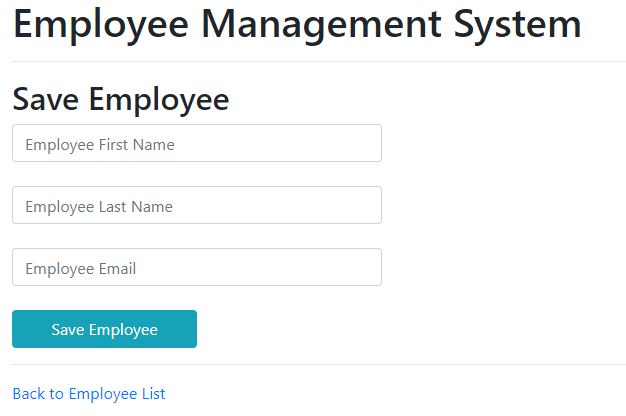 Employee Management System
Save Employee
Employee First Name
Employee Last Name
Employee Email
Save Employee
Back to Employee List